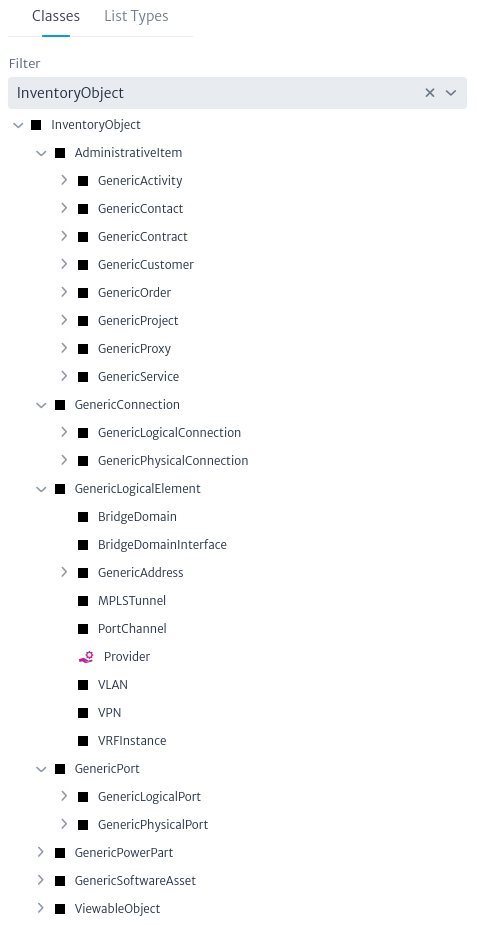 Classes List Types
Filter
InventoryObject
InventoryObject
AdministrativeItem
GenericActivity
GenericContact
GenericContract
GenericCustomer
GenericOrder
GenericProject
GenericProxy
GenericService
GenericConnection
GenericLogicalConnection
GenericPhysicalConnection
GenericLogicalElement
BridgeDomain
BridgeDomainInterface
GenericAddress
MPLSTunnel
PortChannel
Provider
VLAN
VPN
VRFInstance
GenericPort
GenericLogicalPort
GenericPhysicalPort
GenericPowerPart
GenericSoftwareAsset
ViewableObject